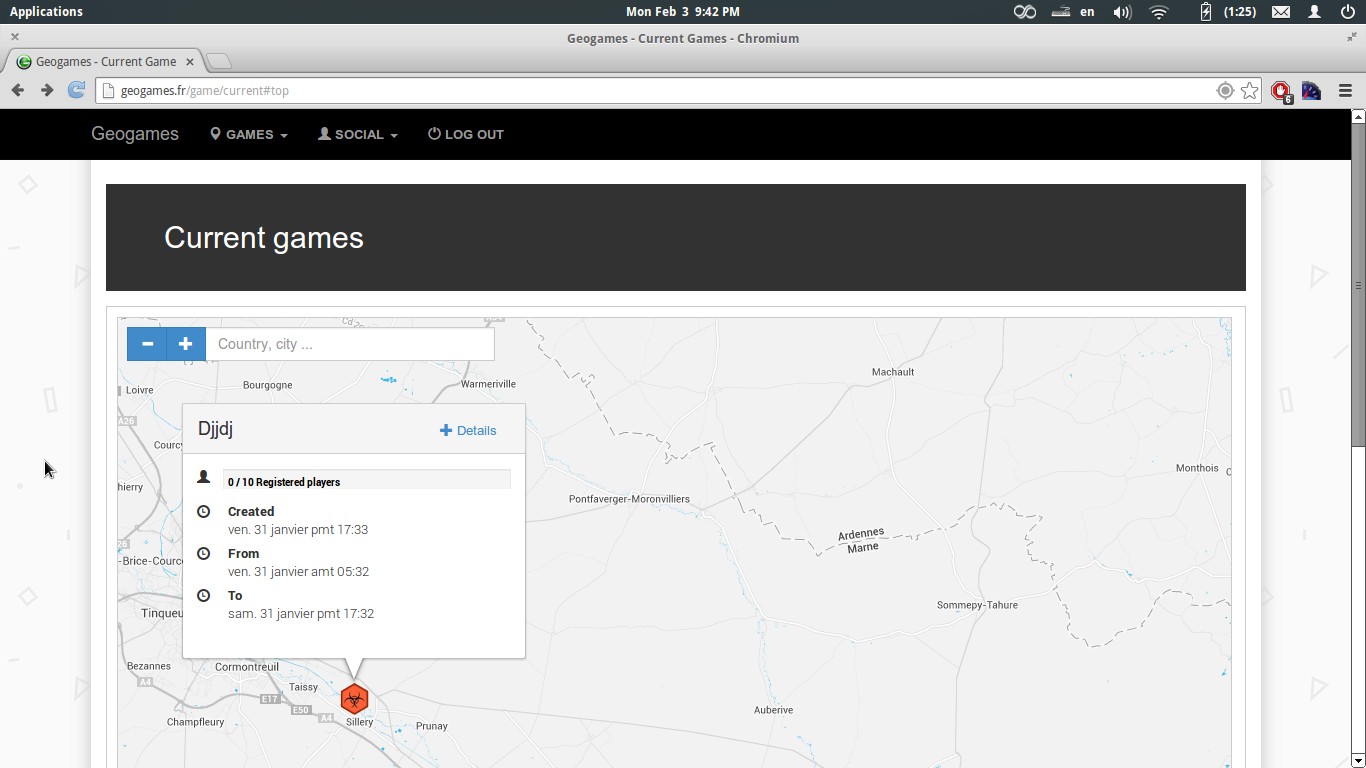 Applications
Mon Feb 3 9:42 PM
en
(1:25)
Geogames - Current Games - Chromium
Geogames - Current Game
geogames.fr/game/current#top
6
Geogames
GAMES
SOCIAL
LOG OUT
Current games
Country, city ...
Loivre
Bourgogne
Warmeriville
Machault
A26
Courcy
Djjdj
+ Details
0 / 10 Registered players
Created
ven. 31 janvier pmt 17:33
From
ven. 31 janvier amt 05:32
To
sam. 31 janvier pmt 17:32
Monthois
hierry
Pontfaverger-Moronvilliers
26
-Brice-Courc
Ardennes
Marne
Tinqueu
Sommepy-Tahure
Bezannes
Cormontreuil
A4
Taissy
E17
E50
A4
Champfleury
Sillery
Prunay
Auberive